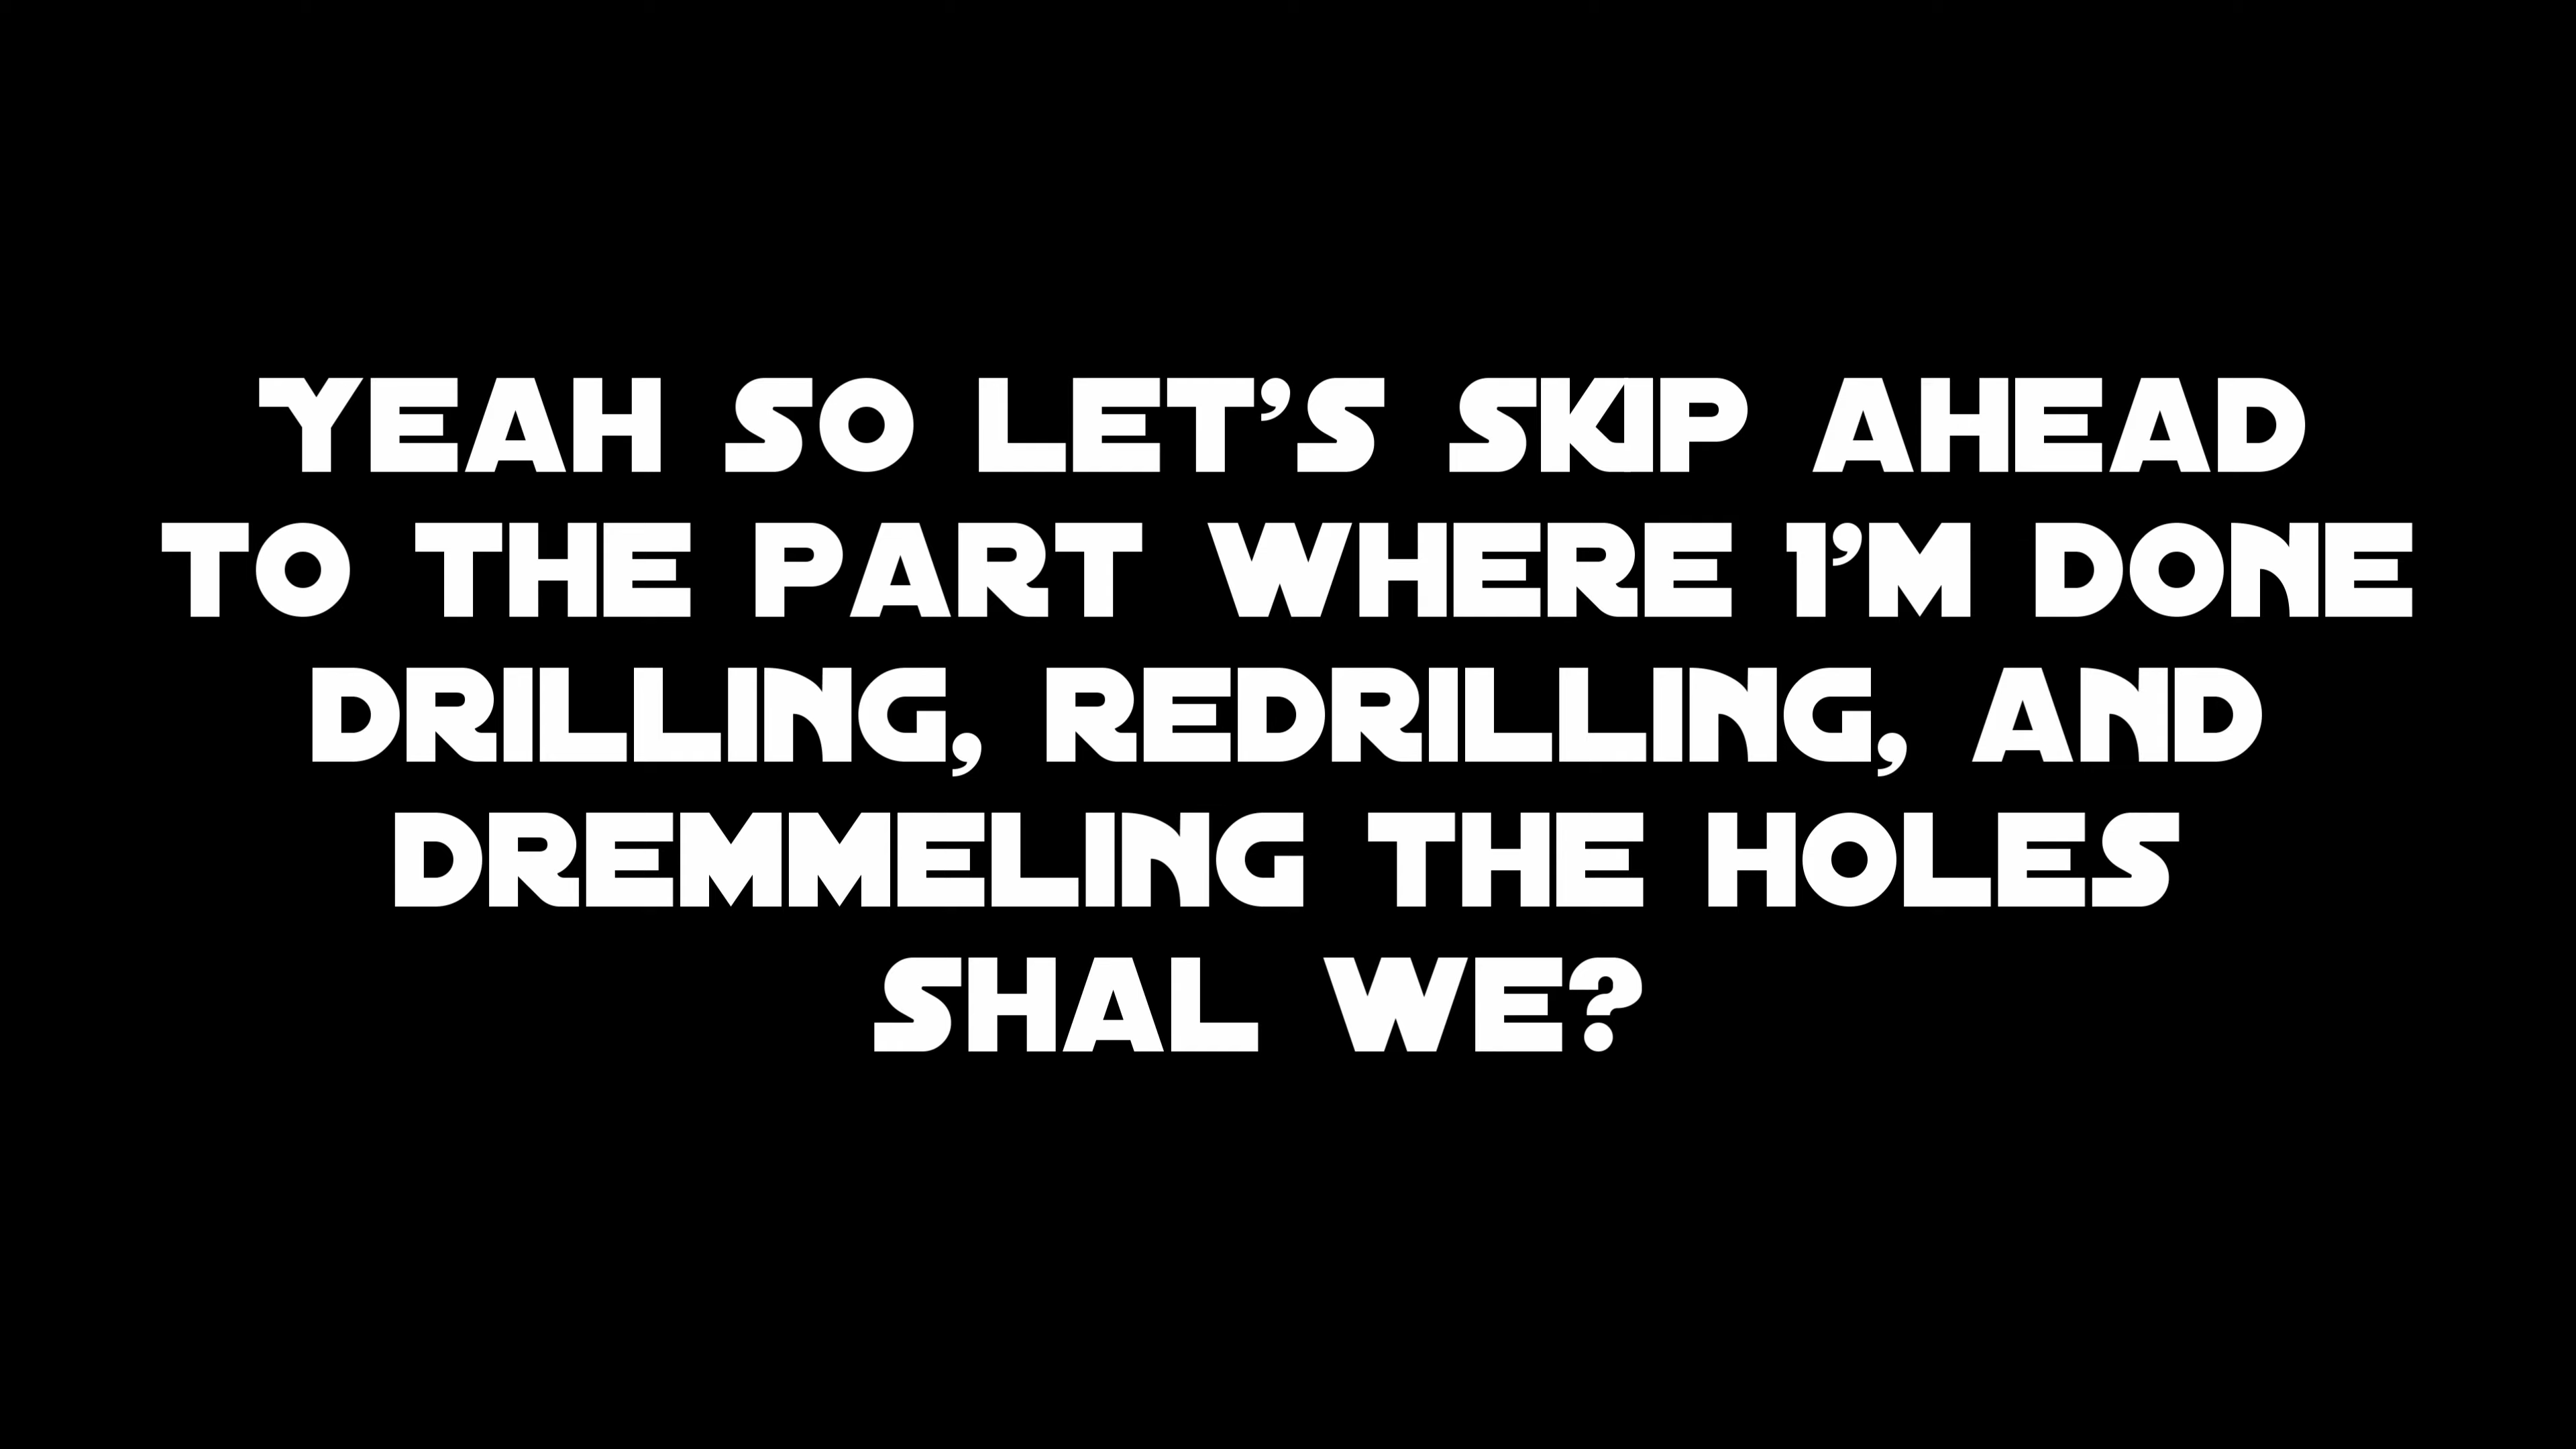 YEAH SO LET'S SKIP AHEAD
TO THE PART WHERE I'M DONE
DRILLING, REDRILLING, AND
DREMMELING THE HOLES
SHAL WE?